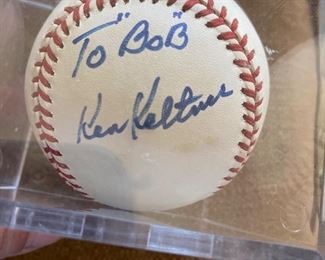 To "BoB"
Ken Keltner